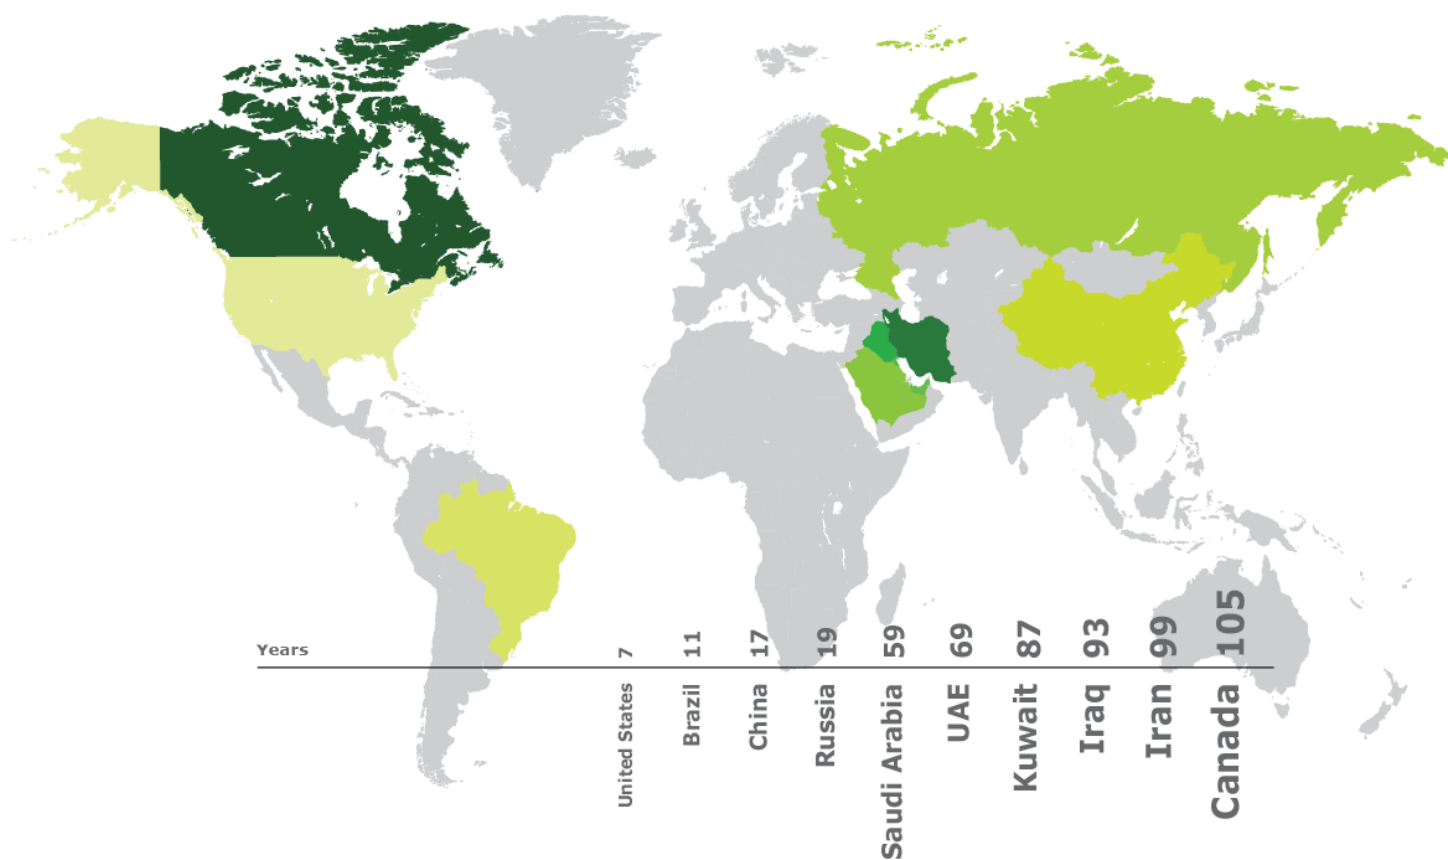 Years 7 11 17 19 59 69 87 93 99 105
United States Brazil China Russia Saudi Arabia UAE Kuwait Iraq Iran Canada